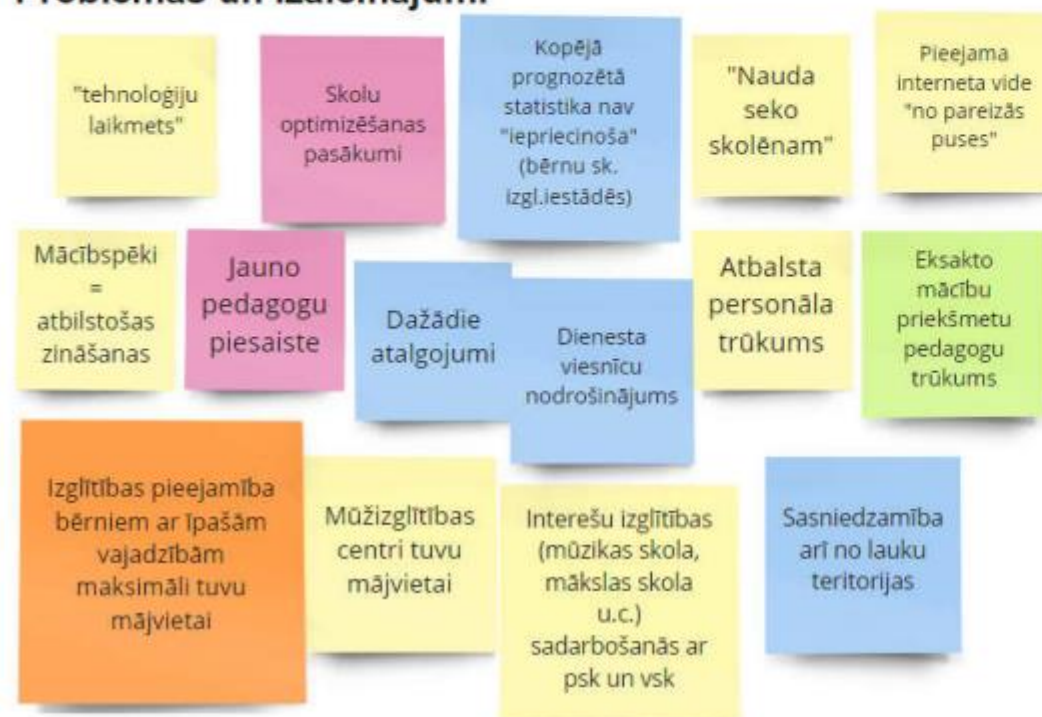 Problēmas un izaicinājumi
"tehnoloģiju
laikmets"
Skolu
optimizēšanas
pasākumi
Kopējā
prognozētā
statistika nav
"iepriecinoša"
(bērnu sk.
izgl.iestādēs)
"Nauda
seko
skolēnam"
Pieejama
interneta vide
"no pareizās
puses"
Mācībspēki
=
atbilstošas
zināšanas
Jauno
pedagogu
piesaiste
Dažādie
atalgojumi
Dienesta
viesnīcu
nodrošinājums
Atbalsta
personāla
trūkums
Eksakto
mācību
priekšmetu
pedagogu
trūkums
Izglītības pieejamība
bērniem ar īpašām
vajadzībām
maksimāli tuvu
mājvietai
Mūžizglītības
centri tuvu
mājvietai
Interešu izglītības
(mūzikas skola,
mākslas skola
u.c.)
sadarbošanās ar
psk un vsk
Sasniedzamība
arī no lauku
teritorijas